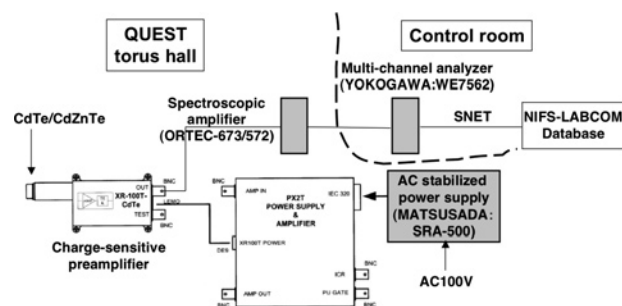 QUEST
torus hall
Control room
Multi-channel analyzer
(YOKOGAWA:WE7562)
Spectroscopic
amplifier
(ORTEC-673/572)
SNET
NIFS-LABCOM
Database
CdTe/CdZnTe
BNC
OUT
XR-100T-
CdTe
LEMO
TEST
BNC
Charge-sensitive
preamplifier
BNC
AMP IN
IEC 320
PX2T
POWER SUPPLY
&
AMPLIFIER
XR100T POWER
ICR
BNC
AMP OUT
PU GATE
BNC
BNC
AC stabilized
power supply
(MATSUSADA:
SRA-500)
AC100V